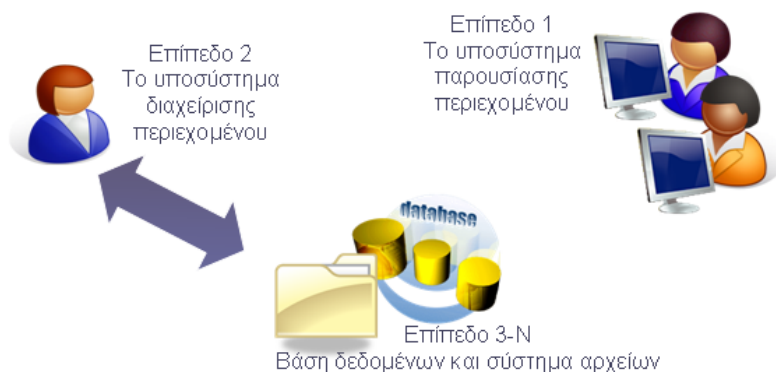 Επίπεδο 2
Το υποσύστημα
διαχείρισης
περιεχομένου
Επίπεδο 1
Το υποσύστημα
παρουσίασης
περιεχομένου
database
Επίπεδο 3-Ν
Βάση δεδομένων και σύστημα αρχείων